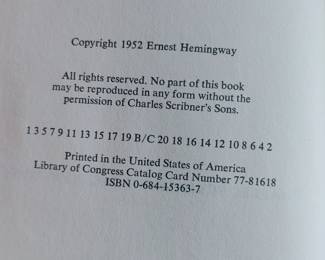 Copyright 1952 Ernest Hemingway
All rights reserved. No part of this book
may be reproduced in any form without the
permission of Charles Scribner's Sons.
1 3 5 7 9 11 13 15 17 19 B/C 20 18 16 14 12 10 8 6 4 2
Printed in the United States of America
Library of Congress Catalog Card Number 77-81618
ISBN 0-684-15363-7